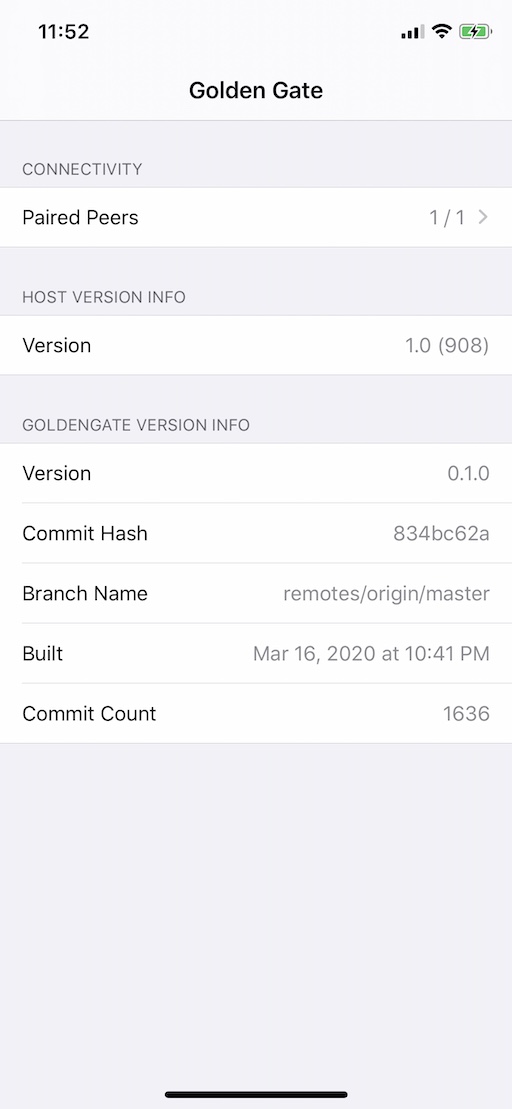 11:52
Golden Gate
CONNECTIVITY
Paired Peers 1 / 1
HOST VERSION INFO
Version 1.0 (908)
GOLDENGATE VERSION INFO
Version 0.1.0
Commit Hash 834bc62a
Branch Name remotes/origin/master
Built Mar 16, 2020 at 10:41 PM
Commit Count 1636